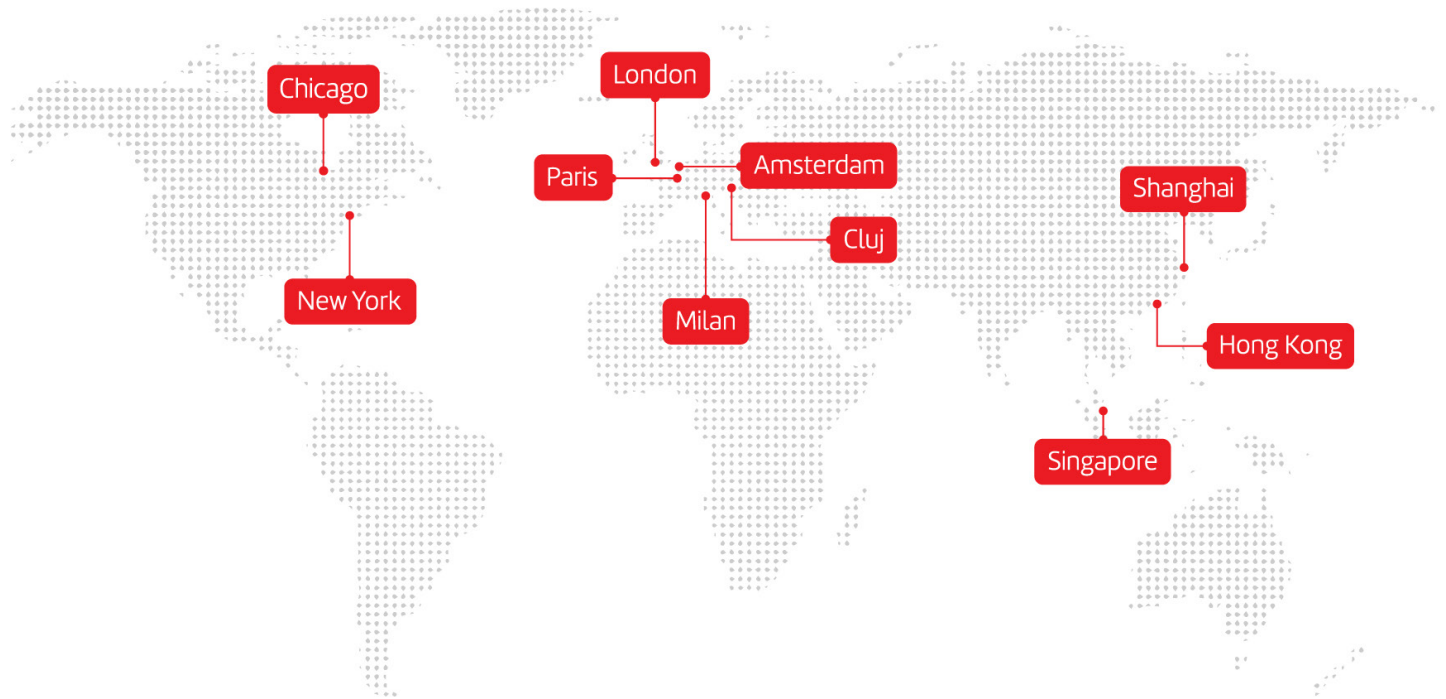 Chicago
London
Paris
Amsterdam
Shanghai
Cluj
New York
Milan
Hong Kong
Singapore